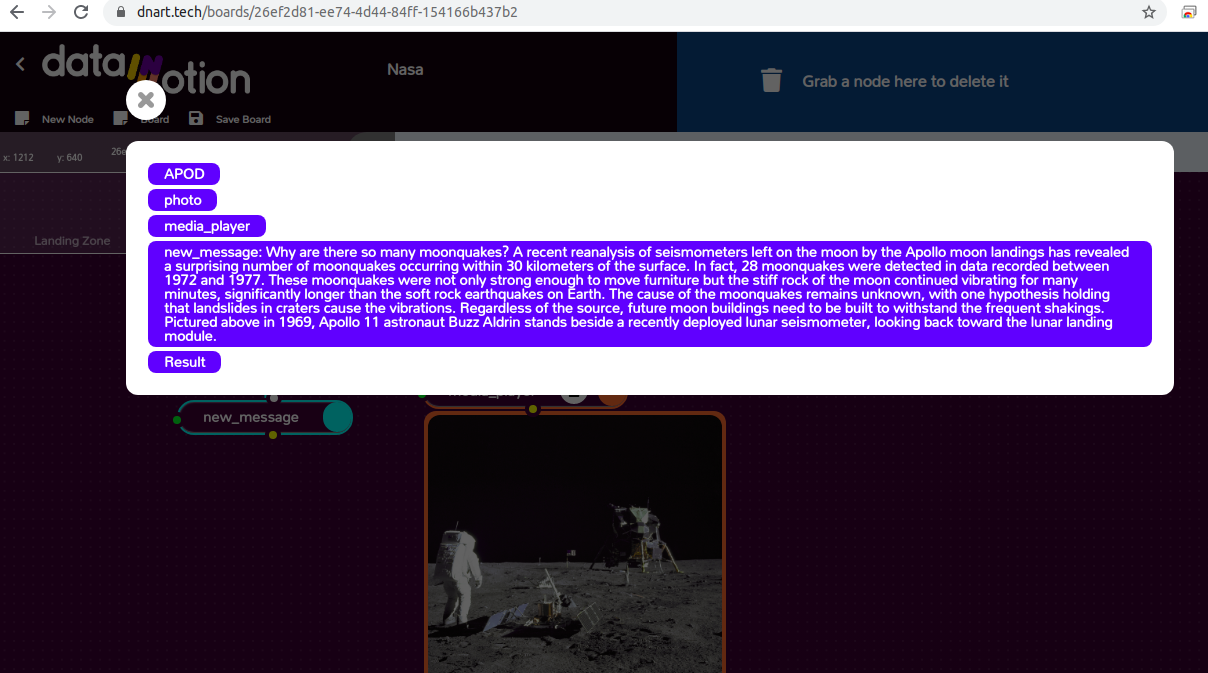 dnart.tech/boards/26ef2d81-ee74-4d44-84ff-154166b437b2
data
motion
Nasa
Grab a node here to delete it
New Node
Board
Save Board
x: 1212
y: 640
Landing Zone
APOD
photo
media_player
new_message: Why are there so many moonquakes? A recent reanalysis of seismometers left on the moon by the Apollo moon landings has revealed
a surprising number of moonquakes occurring within 30 kilometers of the surface. In fact, 28 moonquakes were detected in data recorded between
1972 and 1977. These moonquakes were not only strong enough to move furniture but the stiff rock of the moon continued vibrating for many
minutes, significantly longer than the soft rock earthquakes on Earth. The cause of the moonquakes remains unknown, with one hypothesis holding
that landslides in craters cause the vibrations. Regardless of the source, future moon buildings need to be built to withstand the frequent shakings.
Pictured above in 1969, Apollo 11 astronaut Buzz Aldrin stands beside a recently deployed lunar seismometer, looking back toward the lunar landing
module.
Result
new_message